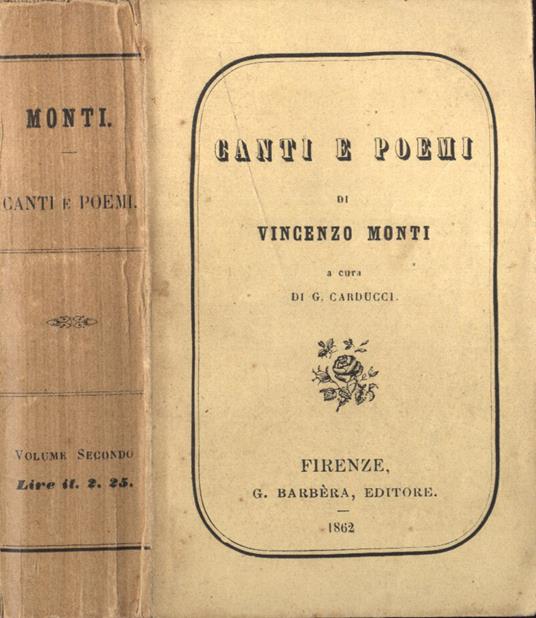 MONTI.
CANTI E POEMI.
VOLUME SECONDO
Lire it. 2. 25.
CANTI E POEMI
DI
VINCENZO MONTI
a cura
DI G. CARDUCCI.
FIRENZE,
G. BARBÈRA, EDITORE.
1862